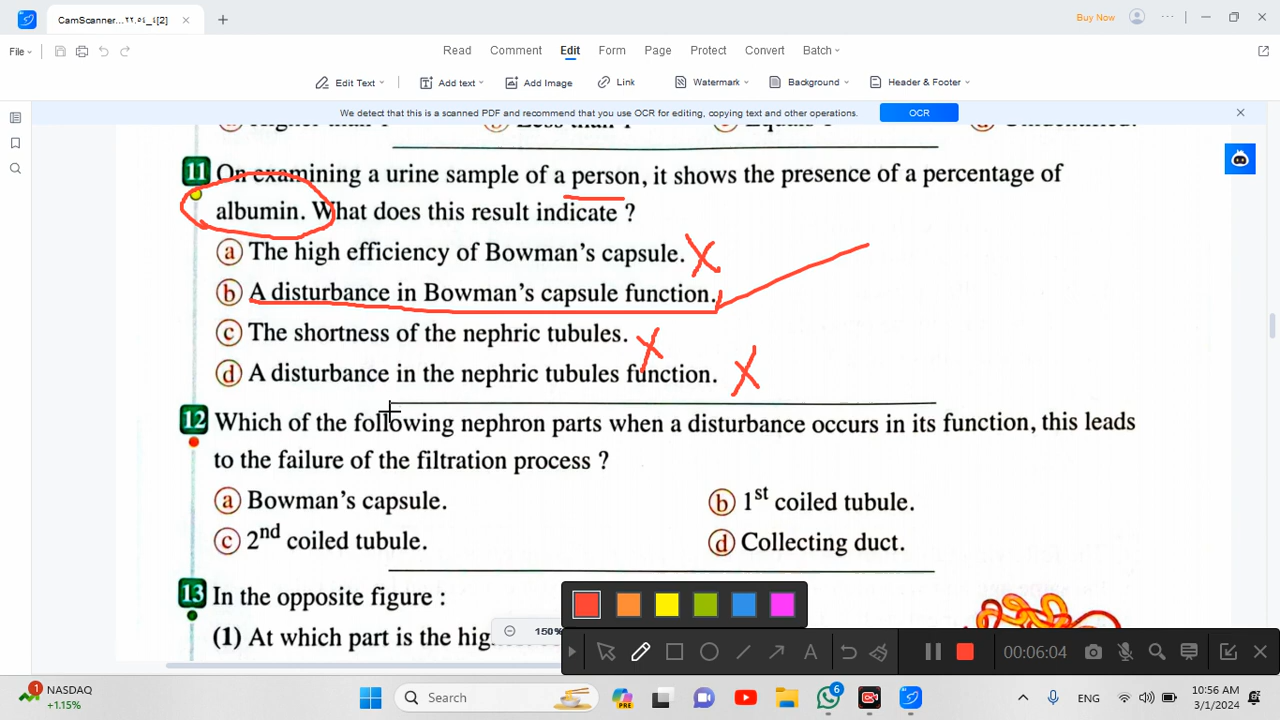 CamScanner...٢٢,٥٤_٤[2]
Buy Now
File
Read Comment Edit Form Page Protect Convert Batch
Edit Text Add text Add Image Link Watermark Background Header & Footer
We detect that this is a scanned PDF and recommend that you use OCR for editing, copying text and other operations. OCR
11 On examining a urine sample of a person, it shows the presence of a percentage of
albumin. What does this result indicate ?
a The high efficiency of Bowman's capsule.
b A disturbance in Bowman's capsule function.
c The shortness of the nephric tubules.
d A disturbance in the nephric tubules function.
12 Which of the following nephron parts when a disturbance occurs in its function, this leads
to the failure of the filtration process ?
a Bowman's capsule. b 1st coiled tubule.
c 2nd coiled tubule. d Collecting duct.
13 In the opposite figure :
(1) At which part is the hig
150%
00:06:04
NASDAQ
+1.15%
1
Search
PRE
6
ENG
10:56 AM
3/1/2024